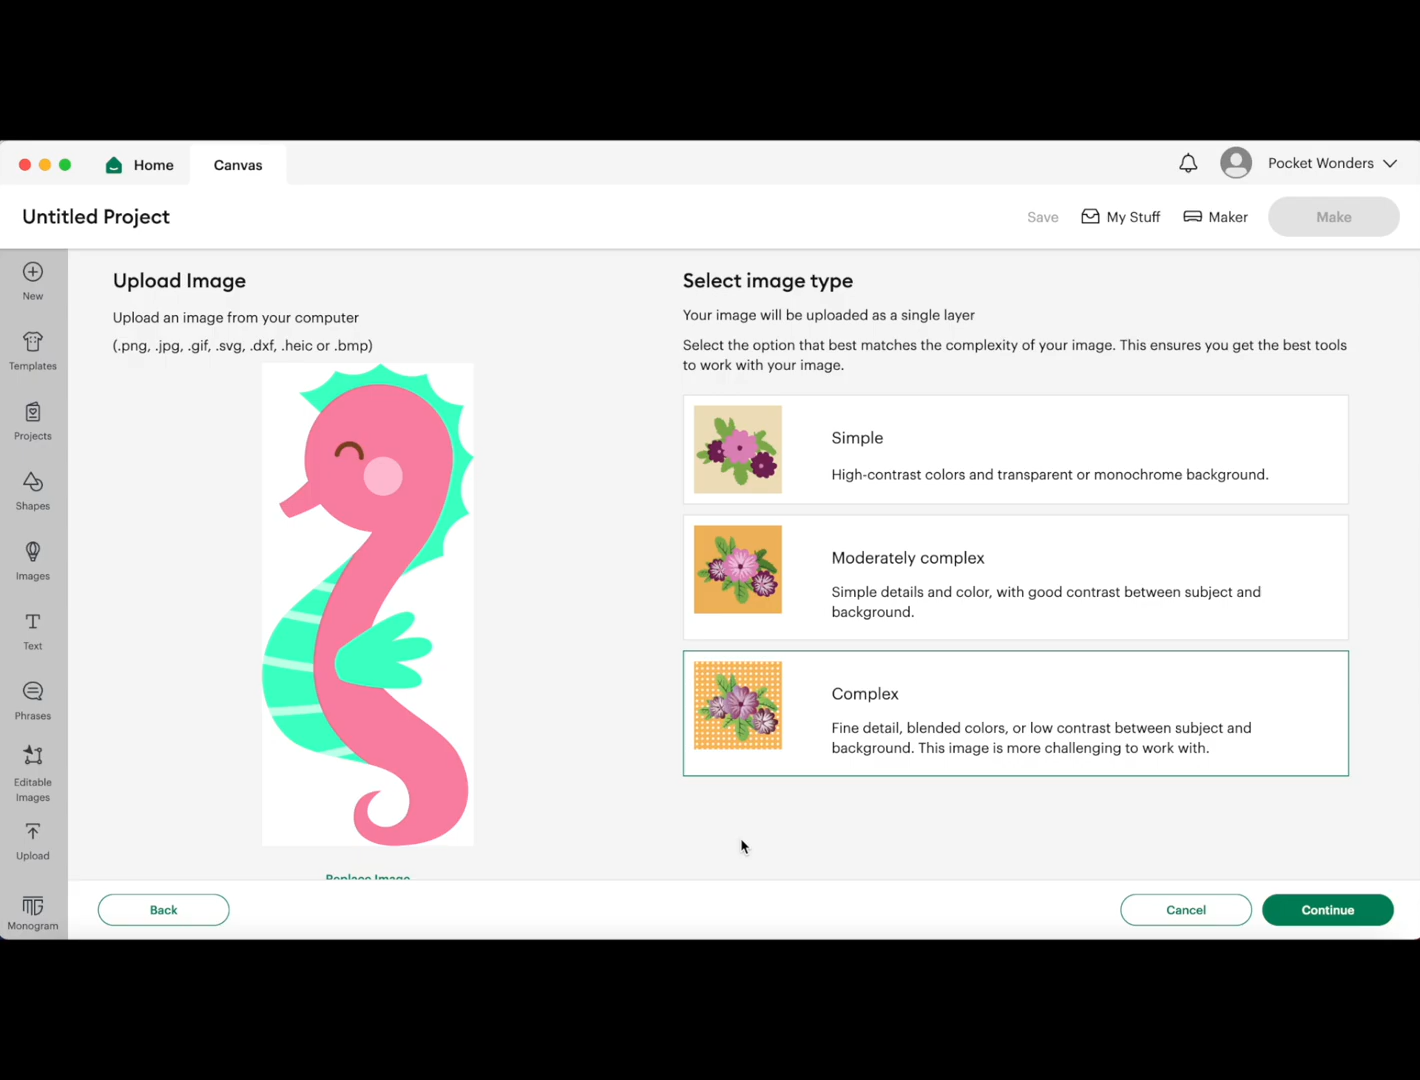 Home
Canvas
Pocket Wonders
Untitled Project
Save
My Stuff
Maker
Make
New
Templates
Projects
Shapes
Images
Text
Phrases
Editable
Images
Upload
Monogram
Upload Image
Upload an image from your computer
(.png, .jpg, .gif, .svg, .dxf, .heic or .bmp)
Replace Image
Select image type
Your image will be uploaded as a single layer
Select the option that best matches the complexity of your image. This ensures you get the best tools
to work with your image.
Simple
High-contrast colors and transparent or monochrome background.
Moderately complex
Simple details and color, with good contrast between subject and
background.
Complex
Fine detail, blended colors, or low contrast between subject and
background. This image is more challenging to work with.
Back
Cancel
Continue